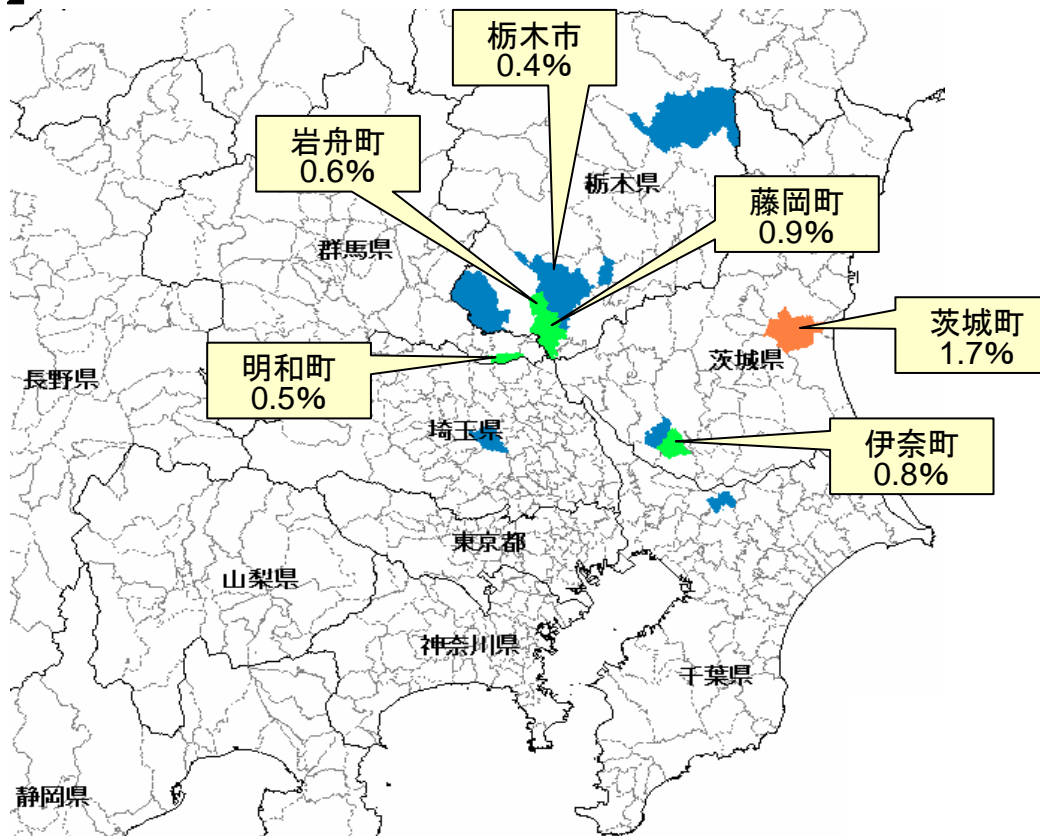 栃木市
0.4%
岩舟町
0.6%
栃木県
藤岡町
0.9%
群馬県
茨城町
1.7%
明和町
0.5%
長野県
茨城県
埼玉県
伊奈町
0.8%
東京都
山梨県
神奈川県
千葉県
静岡県